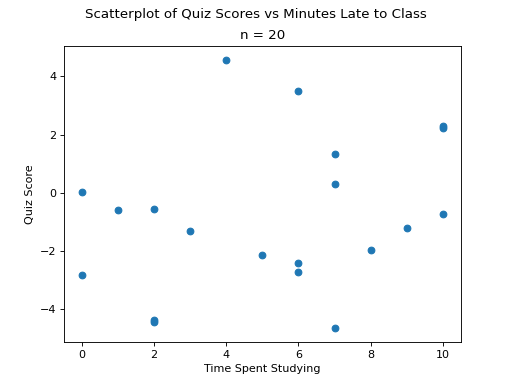 Scatterplot of Quiz Scores vs Minutes Late to Class
n = 20
4
2
0
−2
−4
Quiz Score
0 2 4 6 8 10
Time Spent Studying